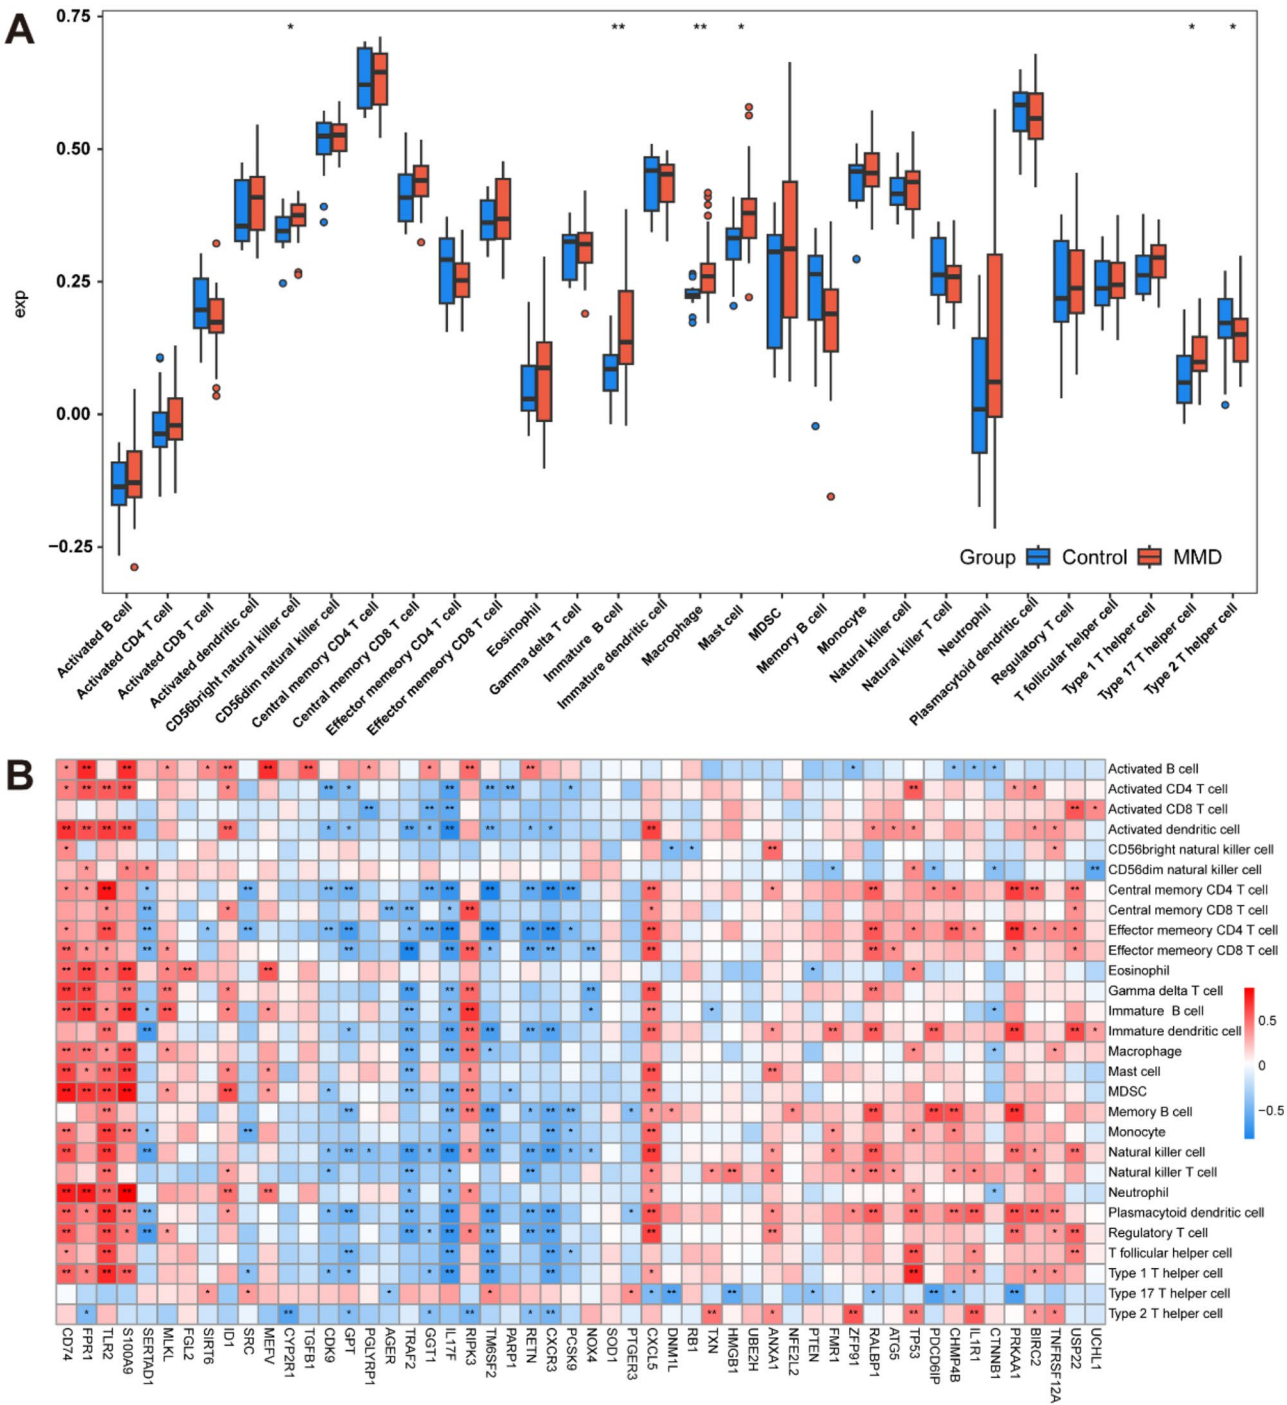 A
* ** ** * * *
0.75
0.50
0.25
0.00
−0.25
exp
Group Control MMD
Activated B cell
Activated CD4 T cell
Activated CD8 T cell
Activated dendritic cell
CD56bright natural killer cell
CD56dim natural killer cell
Central memory CD4 T cell
Central memory CD8 T cell
Effector memeory CD4 T cell
Effector memeory CD8 T cell
Eosinophil
Gamma delta T cell
Immature B cell
Immature dendritic cell
Macrophage
Mast cell
MDSC
Memory B cell
Monocyte
Natural killer cell
Natural killer T cell
Neutrophil
Plasmacytoid dendritic cell
Regulatory T cell
T follicular helper cell
Type 1 T helper cell
Type 17 T helper cell
Type 2 T helper cell
B
Activated B cell
Activated CD4 T cell
Activated CD8 T cell
Activated dendritic cell
CD56bright natural killer cell
CD56dim natural killer cell
Central memory CD4 T cell
Central memory CD8 T cell
Effector memeory CD4 T cell
Effector memeory CD8 T cell
Eosinophil
Gamma delta T cell
Immature B cell
Immature dendritic cell
Macrophage
Mast cell
MDSC
Memory B cell
Monocyte
Natural killer cell
Natural killer T cell
Neutrophil
Plasmacytoid dendritic cell
Regulatory T cell
T follicular helper cell
Type 1 T helper cell
Type 17 T helper cell
Type 2 T helper cell
0.5
0
−0.5
CD74
FPR1
TLR2
S100A9
SERTAD1
MLKL
FGL2
SIRT6
ID1
SRC
MEFV
CYP2R1
TGFB1
CDK9
GPT
PGLYRP1
AGER
TRAF2
GGT1
IL17F
RIPK3
TM6SF2
PARP1
RETN
CXCR3
PCSK9
NOX4
SOD1
PTGER3
CXCL5
DNM1L
RB1
TXN
HMGB1
UBE2H
ANXA1
NFE2L2
PTEN
FMR1
ZFP91
RALBP1
ATG5
TP53
PDCD6IP
CHMP4B
IL1R1
CTNNB1
PRKAA1
BIRC2
TNFRSF12A
USP22
UCHL1